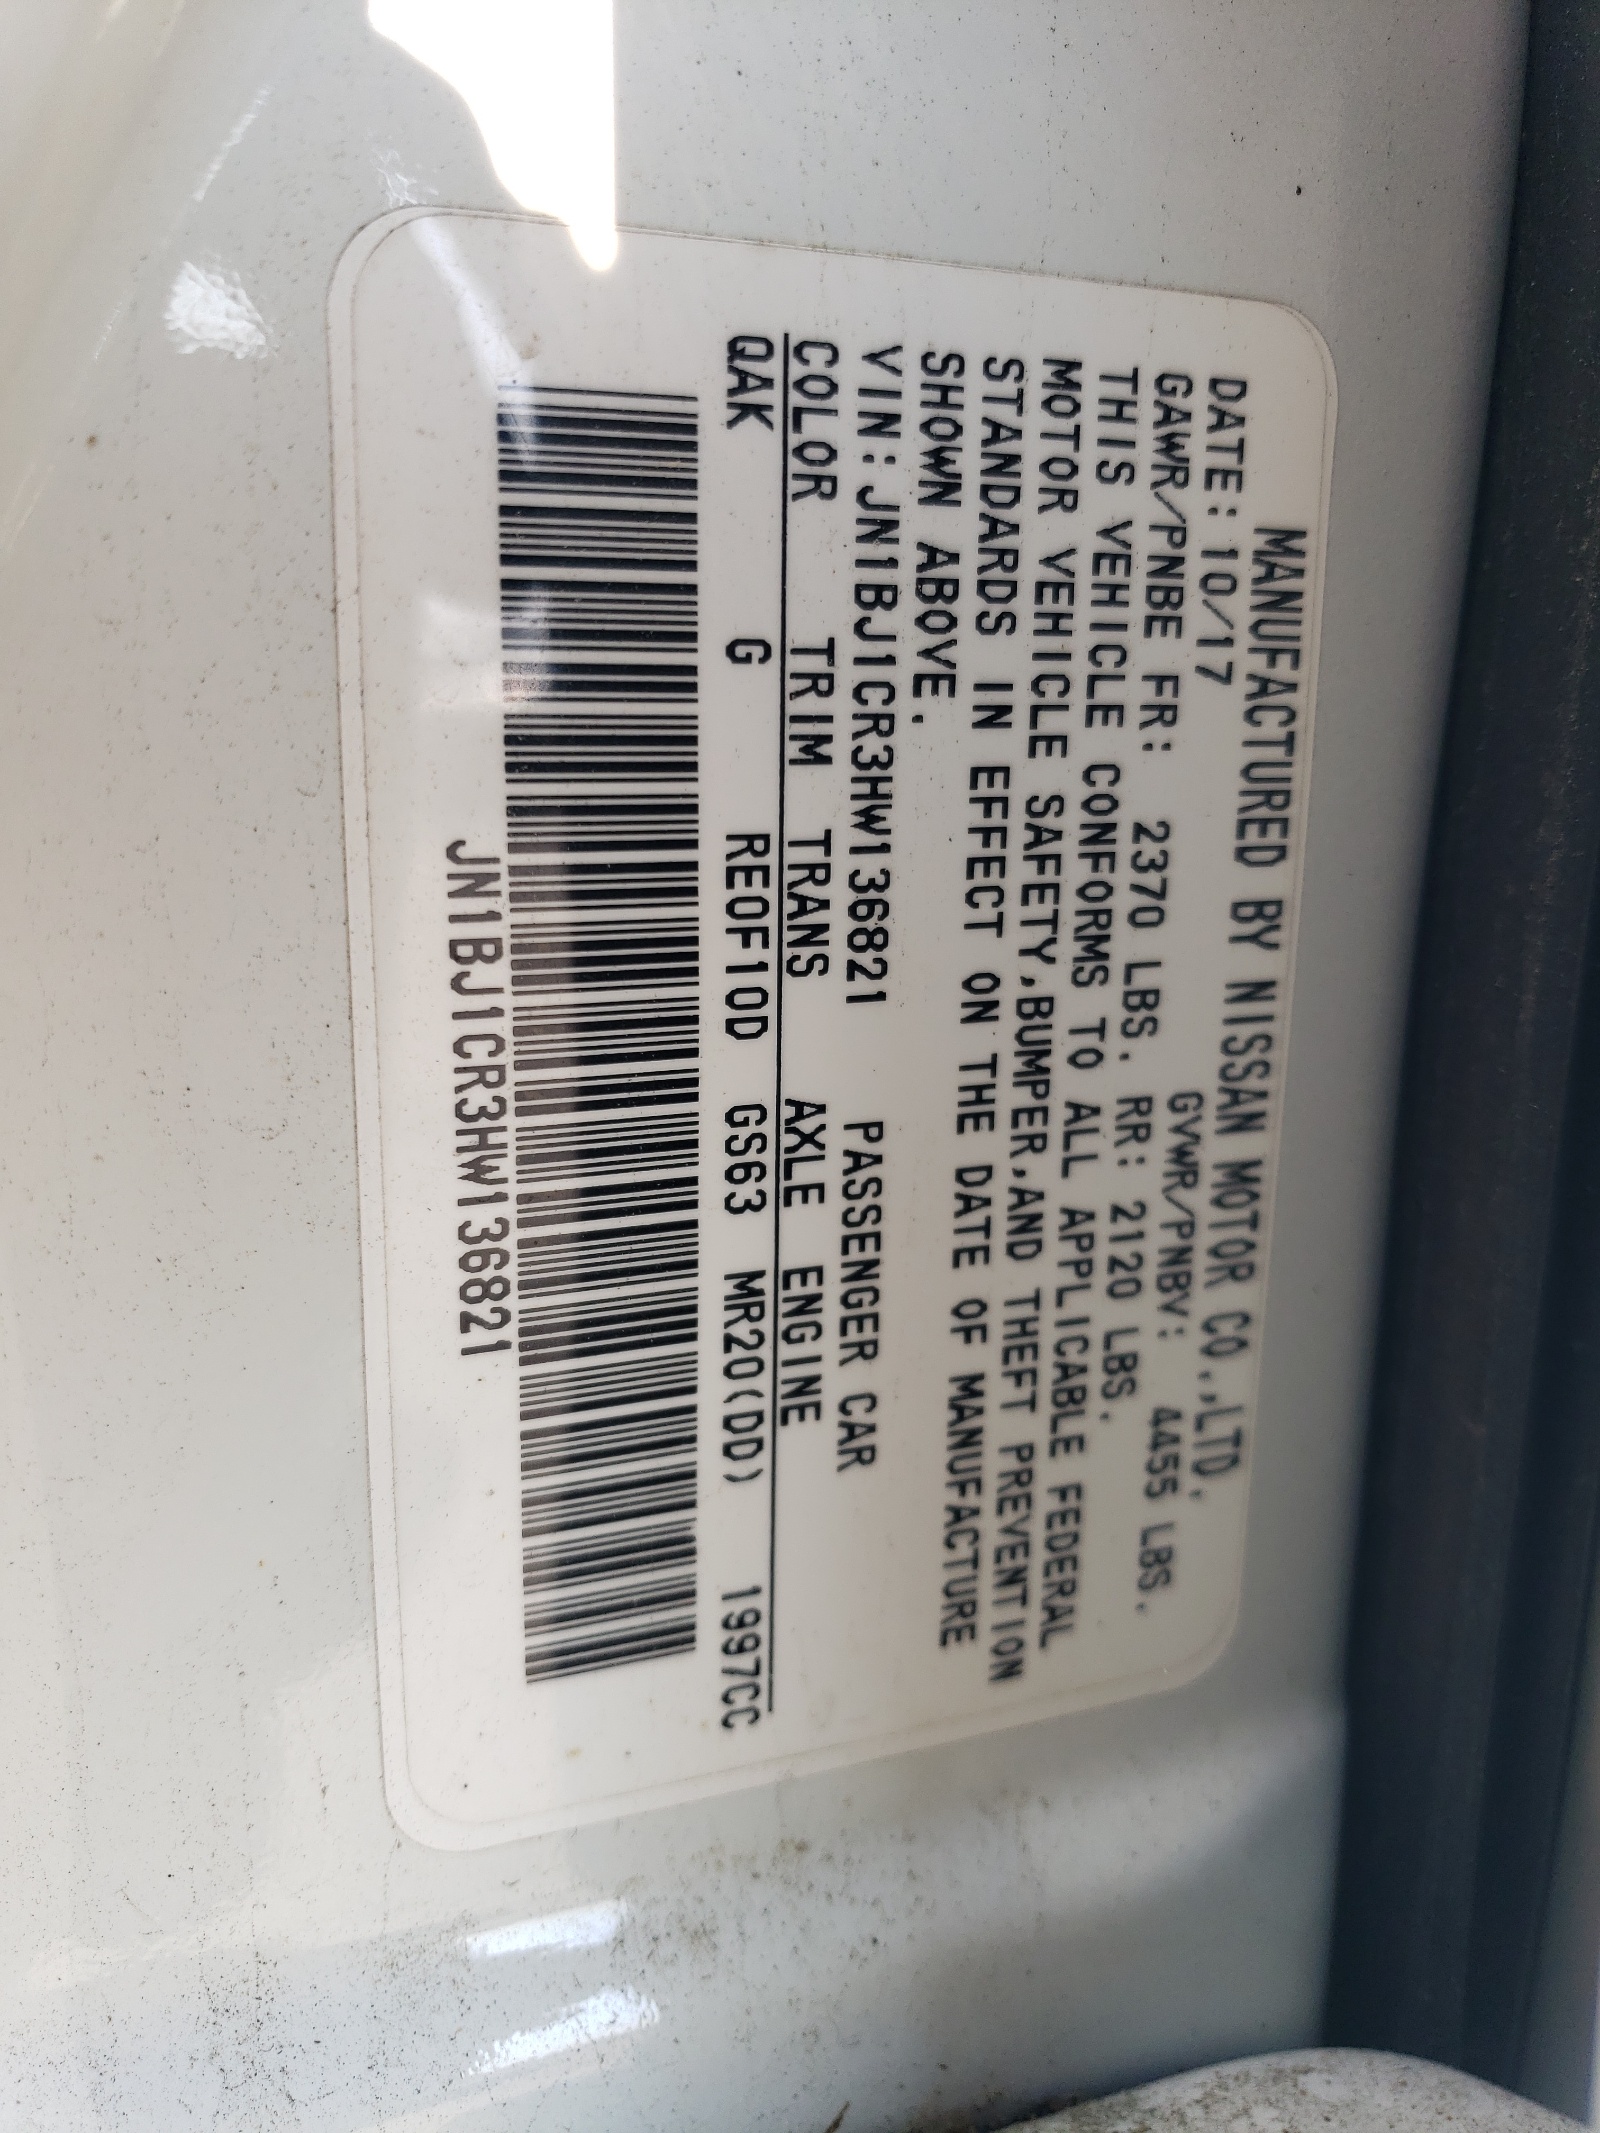 MANUFACTURED BY NISSAN MOTOR CO.,LTD.
DATE:10/17 GVWR/PNBV: 4455 LBS.
GAWR/PNBE FR: 2370 LBS. RR: 2120 LBS.
THIS VEHICLE CONFORMS TO ALL APPLICABLE FEDERAL
MOTOR VEHICLE SAFETY,BUMPER,AND THEFT PREVENTION
STANDARDS IN EFFECT ON THE DATE OF MANUFACTURE
SHOWN ABOVE.
VIN:JN1BJ1CR3HW136821 PASSENGER CAR
COLOR TRIM TRANS AXLE ENGINE
QAK G RE0F10D GS63 MR20(DD) 1997CC
JN1BJ1CR3HW136821